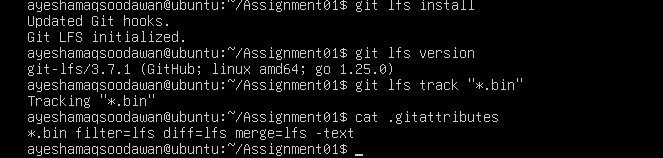 ayeshamaqsoodawan@ubuntu:~/Assignment01$ git lfs install
Updated Git hooks.
Git LFS initialized.
ayeshamaqsoodawan@ubuntu:~/Assignment01$ git lfs version
git-lfs/3.7.1 (GitHub; linux amd64; go 1.25.0)
ayeshamaqsoodawan@ubuntu:~/Assignment01$ git lfs track "*.bin"
Tracking "*.bin"
ayeshamaqsoodawan@ubuntu:~/Assignment01$ cat .gitattributes
*.bin filter=lfs diff=lfs merge=lfs -text
ayeshamaqsoodawan@ubuntu:~/Assignment01$ _